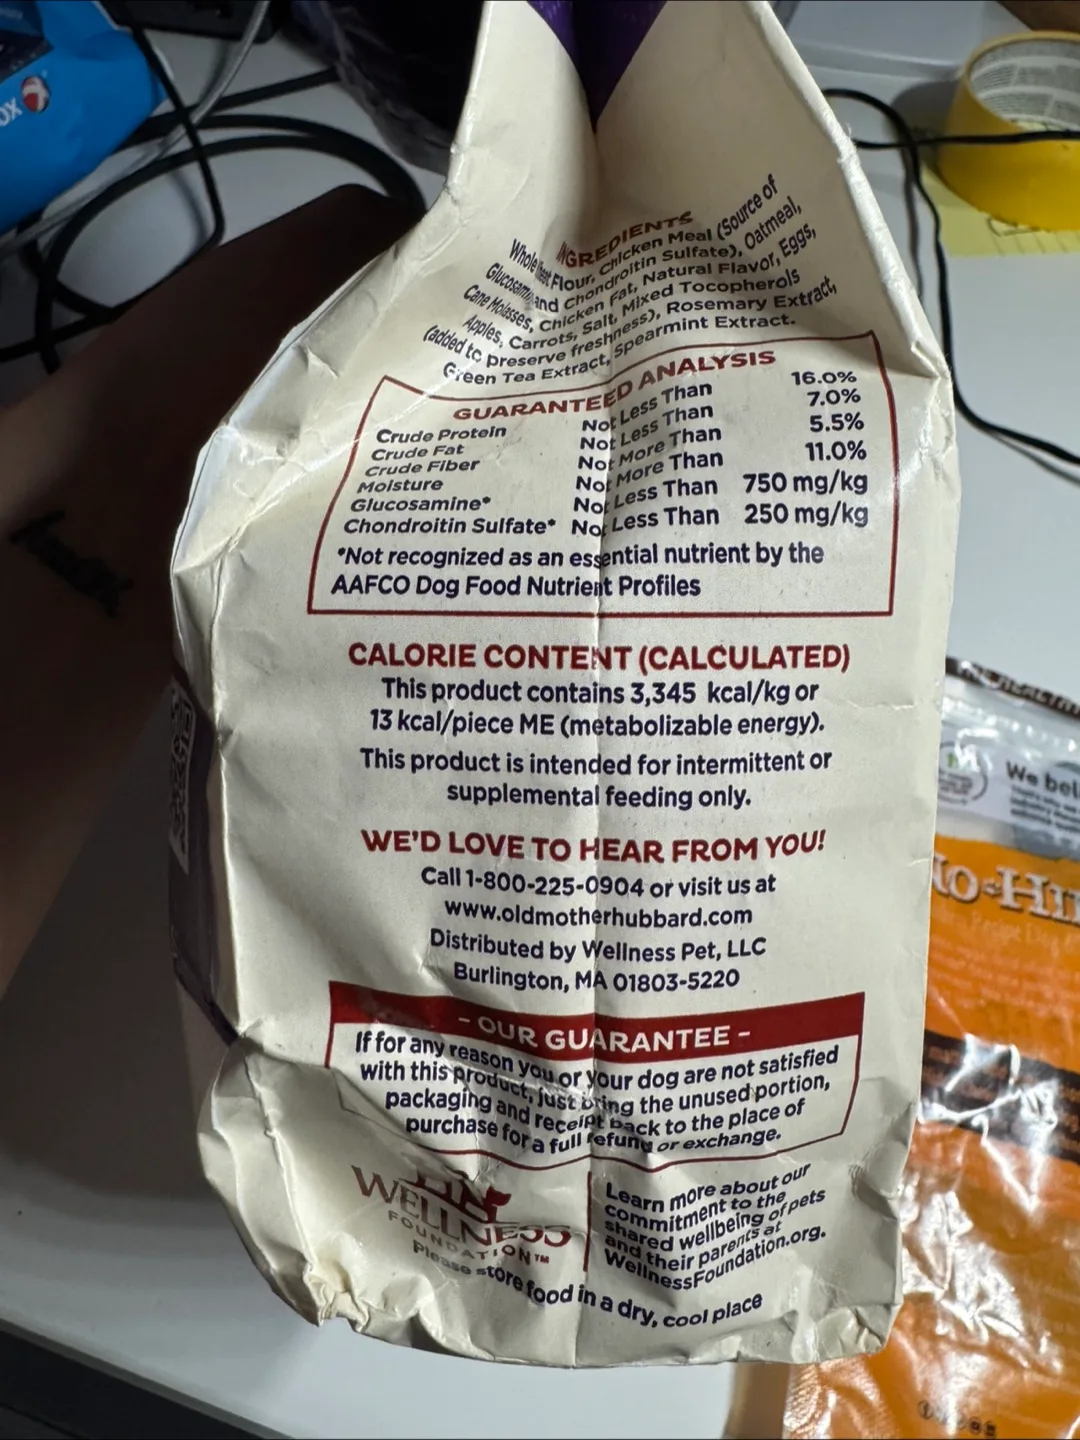 INGREDIENTS
Whole Flour, Chicken Meal (Source of
Glucosamine and Chondroitin Sulfate), Oatmeal,
Cane Molasses, Chicken Fat, Natural Flavor, Eggs,
Apples, Carrots, Salt, Mixed Tocopherols
(added to preserve freshness), Rosemary Extract,
Green Tea Extract, Spearmint Extract.
GUARANTEED ANALYSIS
Crude Protein Not Less Than 16.0%
Crude Fat Not Less Than 7.0%
Crude Fiber Not More Than 5.5%
Moisture Not More Than 11.0%
Glucosamine* Not Less Than 750 mg/kg
Chondroitin Sulfate* Not Less Than 250 mg/kg
*Not recognized as an essential nutrient by the
AAFCO Dog Food Nutrient Profiles
CALORIE CONTENT (CALCULATED)
This product contains 3,345 kcal/kg or
13 kcal/piece ME (metabolizable energy).
This product is intended for intermittent or
supplemental feeding only.
WE'D LOVE TO HEAR FROM YOU!
Call 1-800-225-0904 or visit us at
www.oldmotherhubbard.com
Distributed by Wellness Pet, LLC
Burlington, MA 01803-5220
- OUR GUARANTEE -
If for any reason you or your dog are not satisfied
with this product, just bring the unused portion,
packaging and receipt back to the place of
purchase for a full refund or exchange.
WELLNESS
FOUNDATION™
Learn more about our
commitment to the
shared wellbeing of pets
and their parents at
WellnessFoundation.org.
Please store food in a dry, cool place
We bel